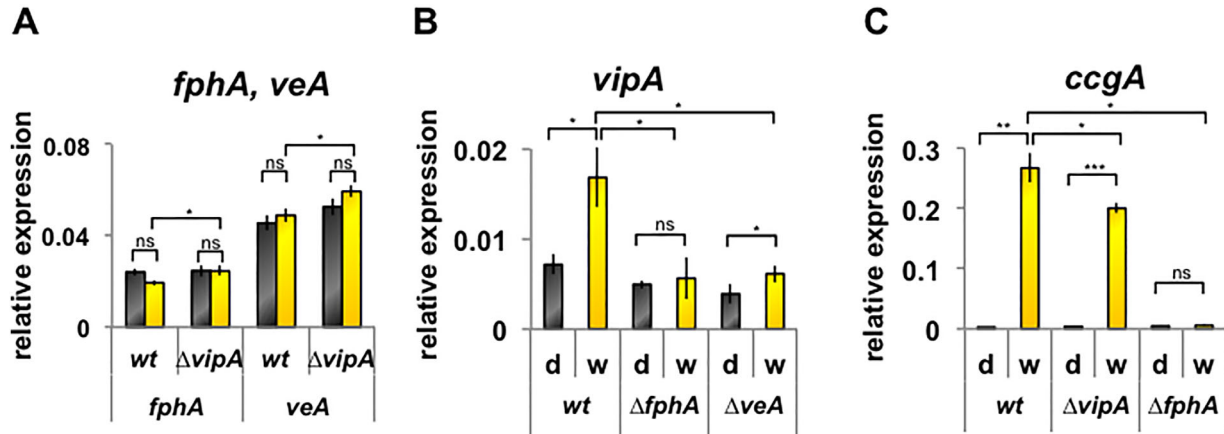 A
fphA, veA
relative expression
0.08
0.04
0
ns
*
ns
ns
*
ns
wt
ΔvipA
wt
ΔvipA
fphA
veA
B
vipA
relative expression
0.02
0.01
0
*
*
*
ns
*
d w d w d w
wt
ΔfphA
ΔveA
C
ccgA
relative expression
0.3
0.2
0.1
0
**
*
*
***
ns
d w d w d w
wt
ΔvipA
ΔfphA